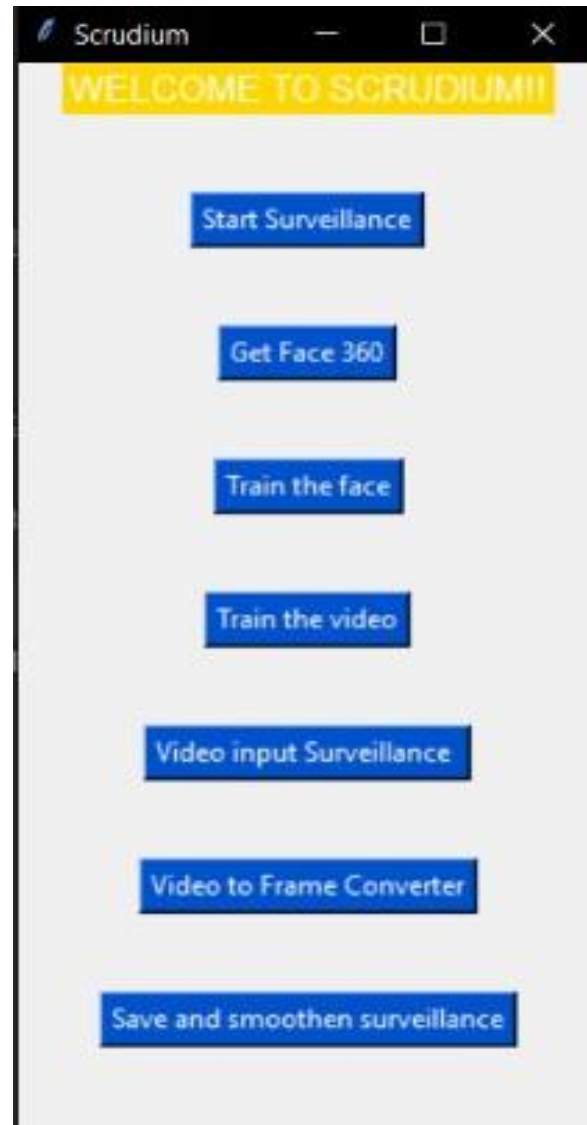 Scrudium
WELCOME TO SCRUDIUM!!
Start Surveillance
Get Face 360
Train the face
Train the video
Video input Surveillance
Video to Frame Converter
Save and smoothen surveillance